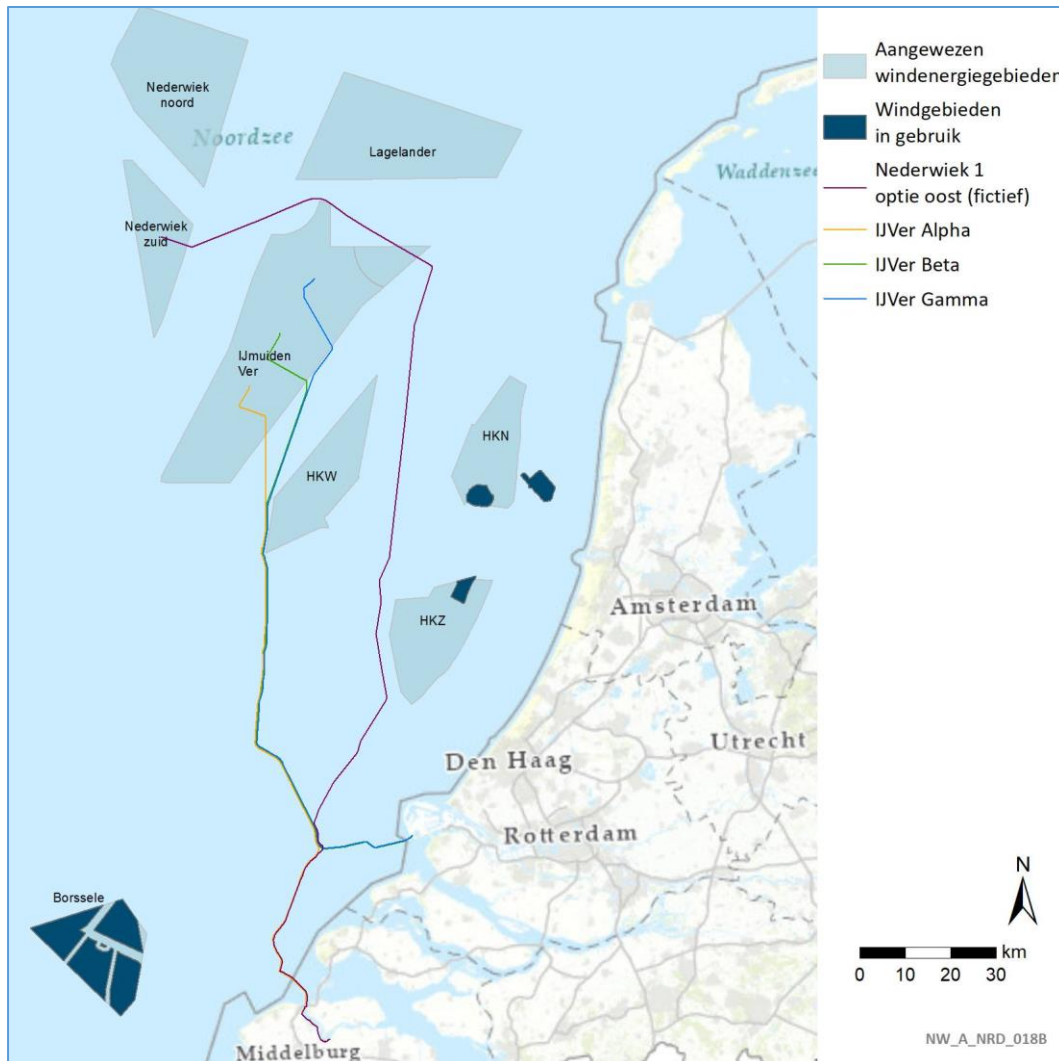 Nederwiek
noord
Noordzee
Lagelander
Waddenzee
Nederwiek
zuid
IJmuiden
Ver
HKN
HKW
HKZ
Amsterdam
Den Haag
Utrecht
Rotterdam
Borssele
Middelburg
Aangewezen
windenergiegebieden
Windgebieden
in gebruik
Nederwiek 1
optie oost (fictief)
IJVer Alpha
IJVer Beta
IJVer Gamma
N
km
0 10 20 30
NW_A_NRD_018B